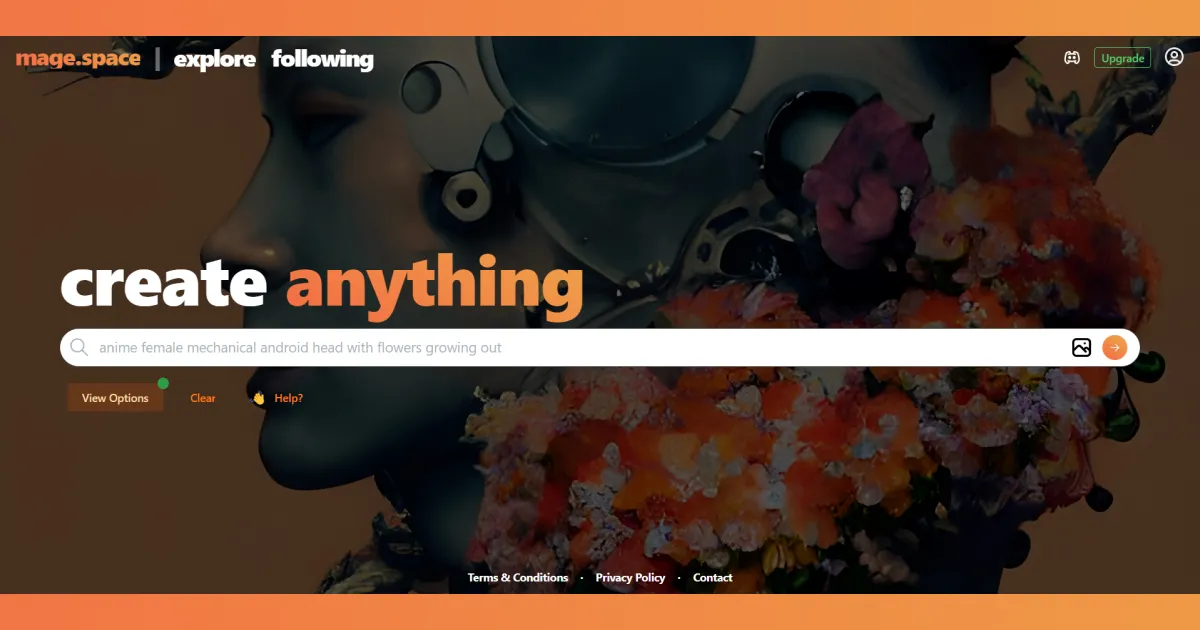 mage.space | explore following
Upgrade
create anything
anime female mechanical android head with flowers growing out
View Options Clear Help?
Terms & Conditions · Privacy Policy · Contact